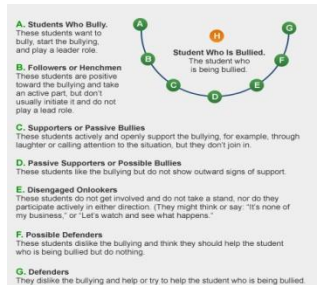 A. Students Who Bully.
These students want to
bully, start the bullying,
and play a leader role.
B. Followers or Henchmen
These students are positive
toward the bullying and take
an active part, but don't
usually initiate it and do not
play a lead role.
A
B
C
D
E
F
G
H
Student Who Is Bullied.
The student who
is being bullied.
C. Supporters or Passive Bullies
These students actively and openly support the bullying, for example, through
laughter or calling attention to the situation, but they don't join in.
D. Passive Supporters or Possible Bullies
These students like the bullying but do not show outward signs of support.
E. Disengaged Onlookers
These students do not get involved and do not take a stand, nor do they
participate actively in either direction. (They might think or say: "It's none of
my business," or "Let's watch and see what happens."
F. Possible Defenders
These students dislike the bullying and think they should help the student
who is being bullied but do nothing.
G. Defenders
They dislike the bullying and help or try to help the student who is being bullied.